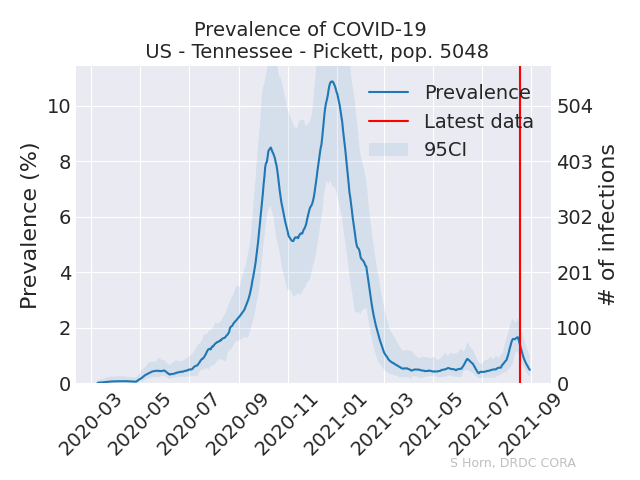 Prevalence of COVID-19
US - Tennessee - Pickett, pop. 5048
Prevalence (%)
10
8
6
4
2
0
Prevalence
Latest data
95CI
504
403
302
201
100
0
# of infections
2020-03
2020-05
2020-07
2020-09
2020-11
2021-01
2021-03
2021-05
2021-07
2021-09
S Horn, DRDC CORA